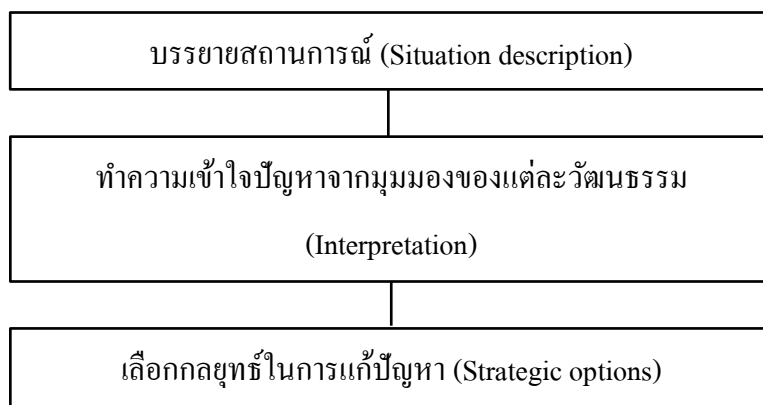 บรรยายสถานการณ์ (Situation description)
ทำความเข้าใจปัญหาจากมุมมองของแต่ละวัฒนธรรม
(Interpretation)
เลือกกลยุทธ์ในการแก้ปัญหา (Strategic options)